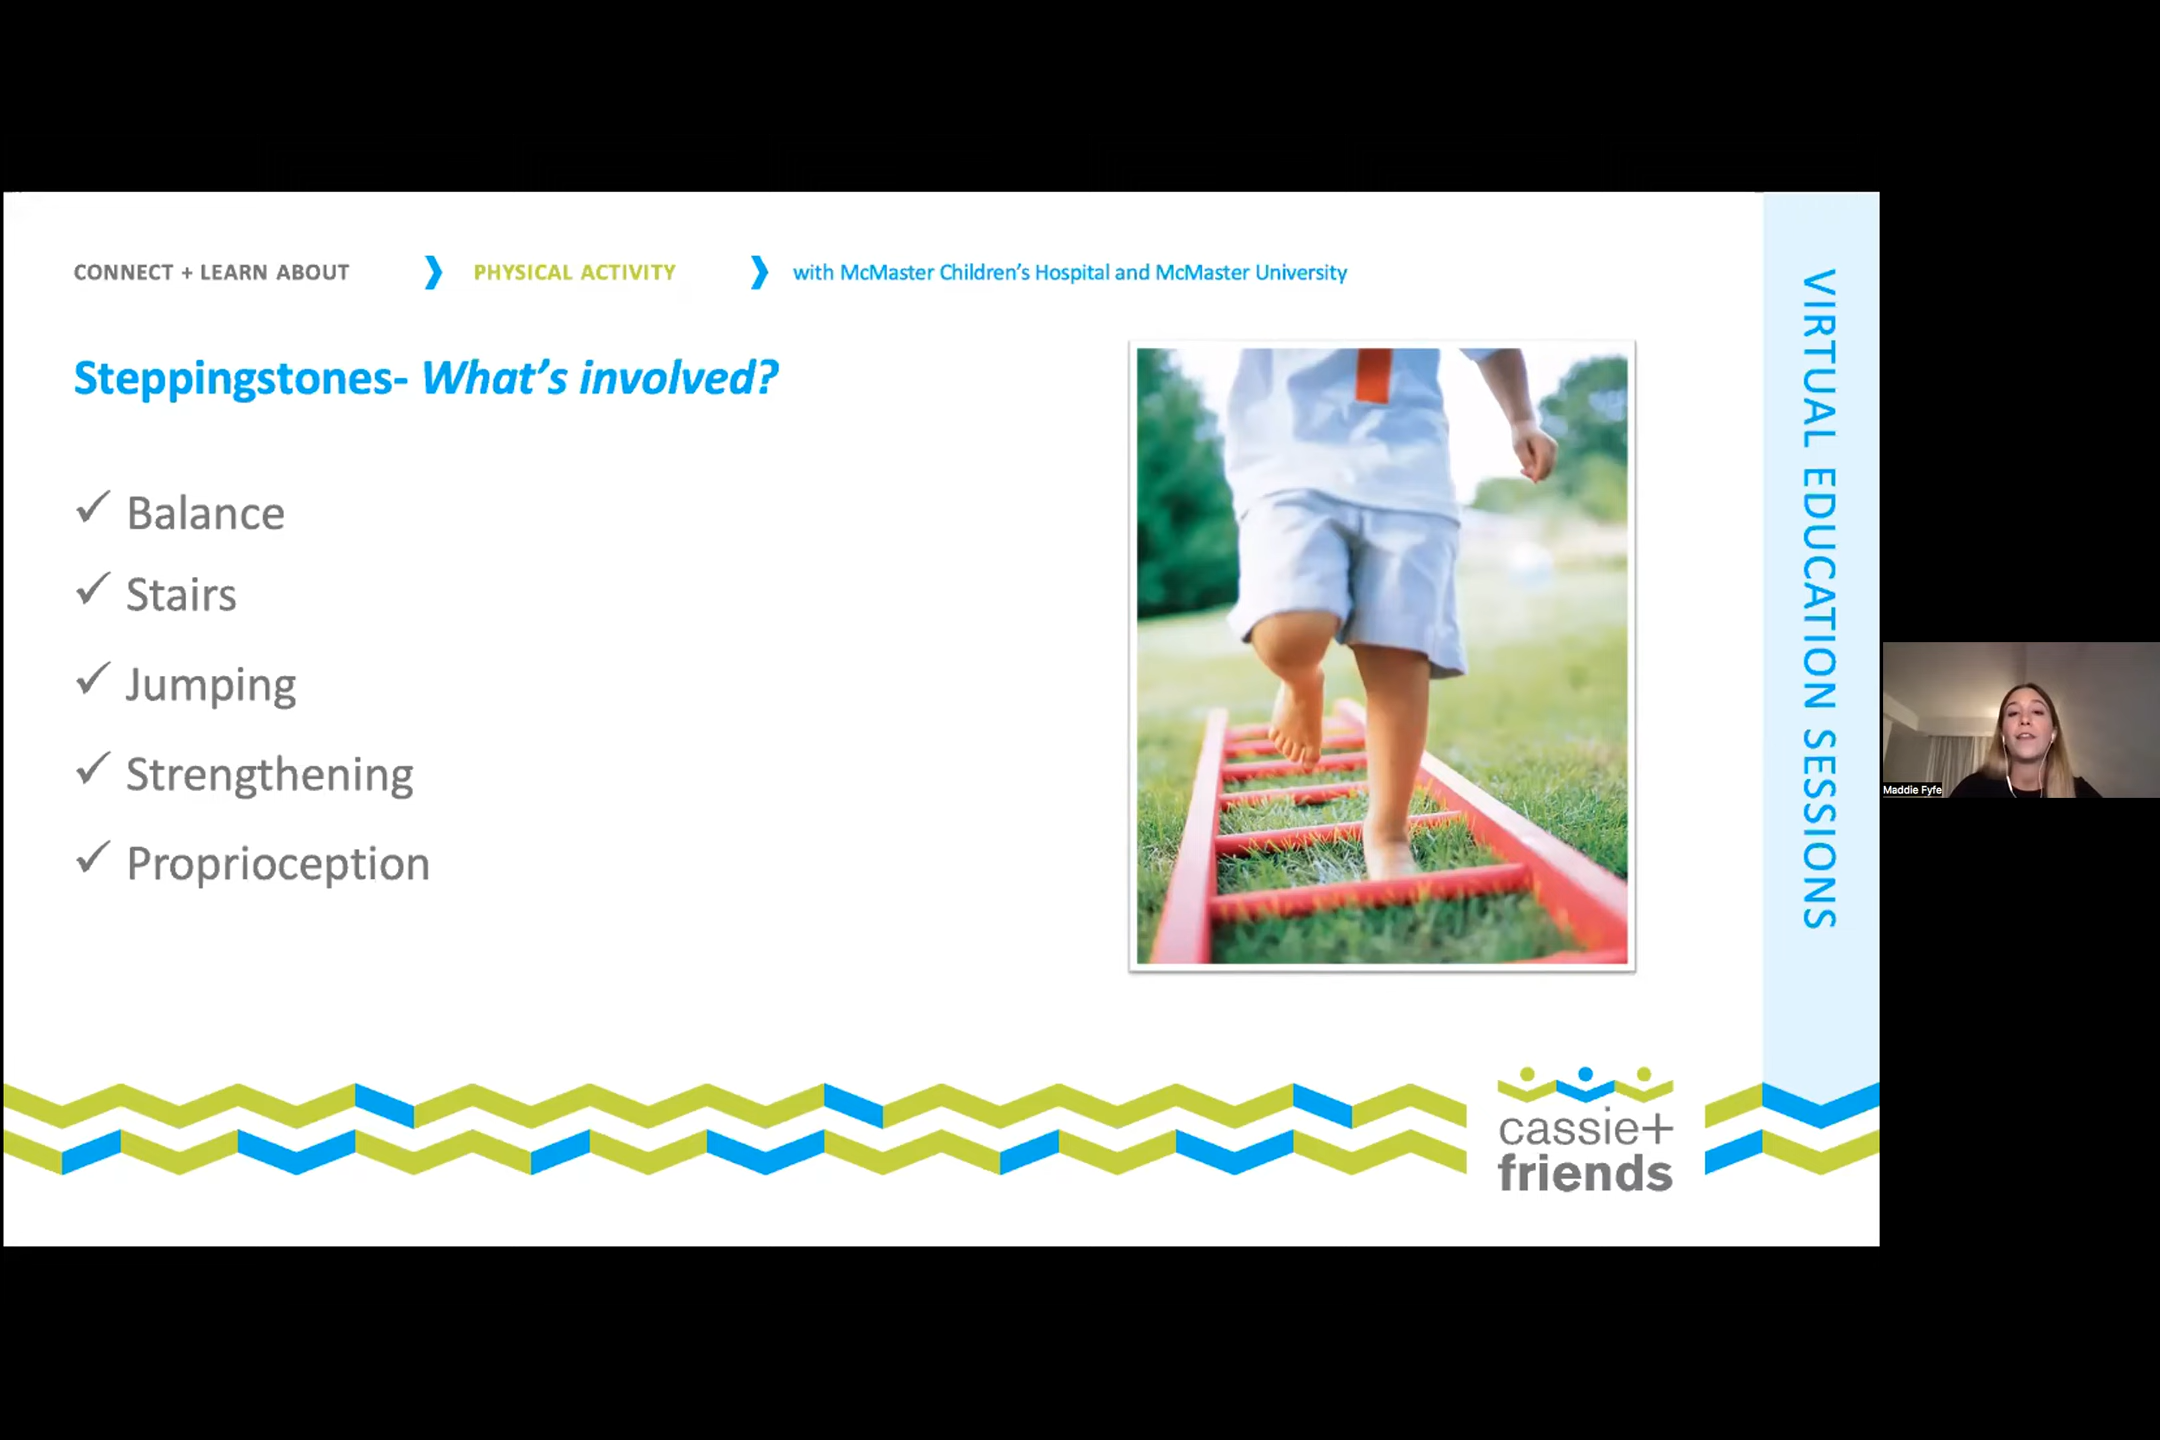 CONNECT + LEARN ABOUT
PHYSICAL ACTIVITY
with McMaster Children's Hospital and McMaster University
Steppingstones- What's involved?
✓ Balance
✓ Stairs
✓ Jumping
✓ Strengthening
✓ Proprioception
VIRTUAL EDUCATION SESSIONS
Maddie Fyfe
cassie+
friends